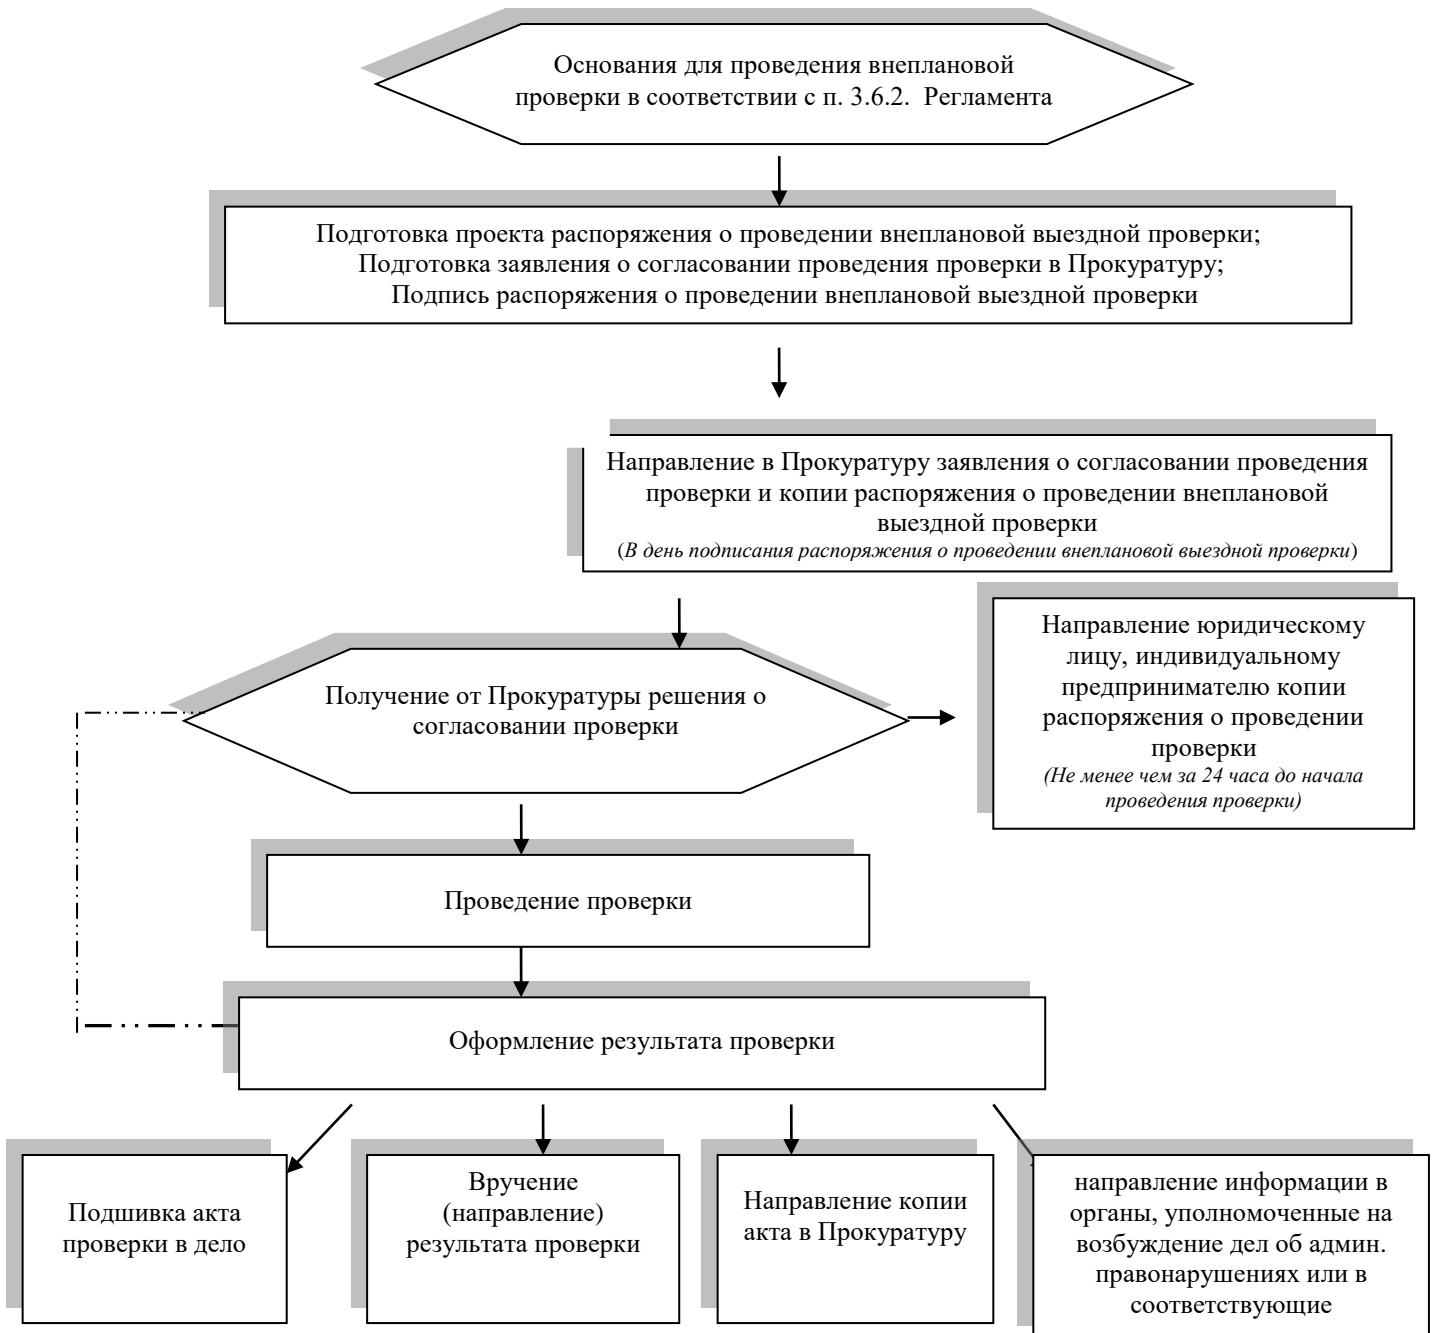 Основания для проведения внеплановой
проверки в соответствии с п. 3.6.2. Регламента
Подготовка проекта распоряжения о проведении внеплановой выездной проверки;
Подготовка заявления о согласовании проведения проверки в Прокуратуру;
Подпись распоряжения о проведении внеплановой выездной проверки
Направление в Прокуратуру заявления о согласовании проведения
проверки и копии распоряжения о проведении внеплановой
выездной проверки
(В день подписания распоряжения о проведении внеплановой выездной проверки)
Направление юридическому
лицу, индивидуальному
предпринимателю копии
распоряжения о проведении
проверки
(Не менее чем за 24 часа до начала
проведения проверки)
Получение от Прокуратуры решения о
согласовании проверки
Проведение проверки
Оформление результата проверки
Подшивка акта
проверки в дело
Вручение
(направление)
результата проверки
Направление копии
акта в Прокуратуру
направление информации в
органы, уполномоченные на
возбуждение дел об админ.
правонарушениях или в
соответствующие